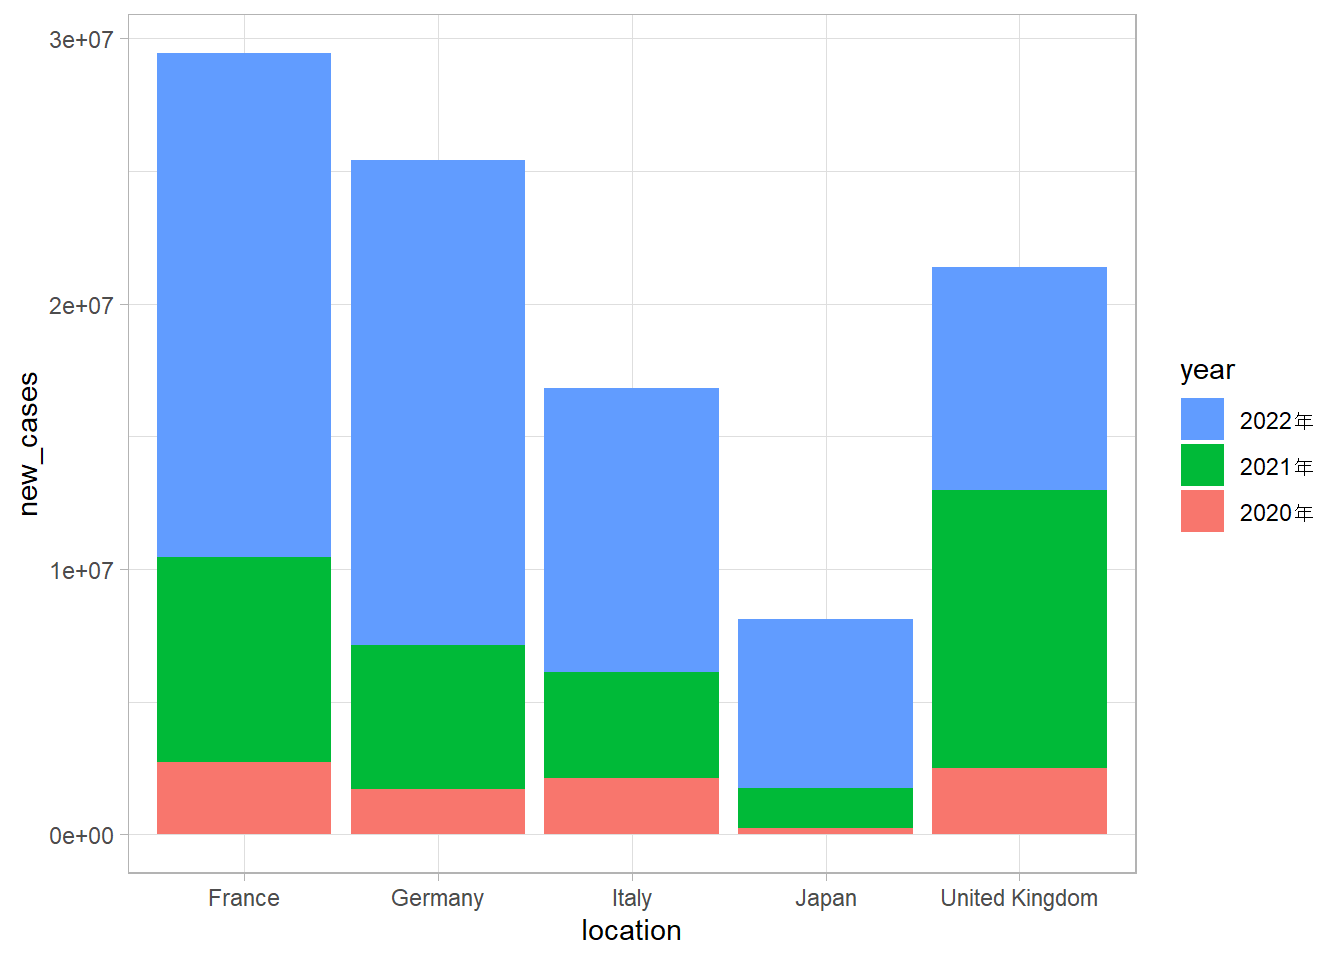 new_cases
3e+07
2e+07
1e+07
0e+00
France Germany Italy Japan United Kingdom
location
year
2022年
2021年
2020年